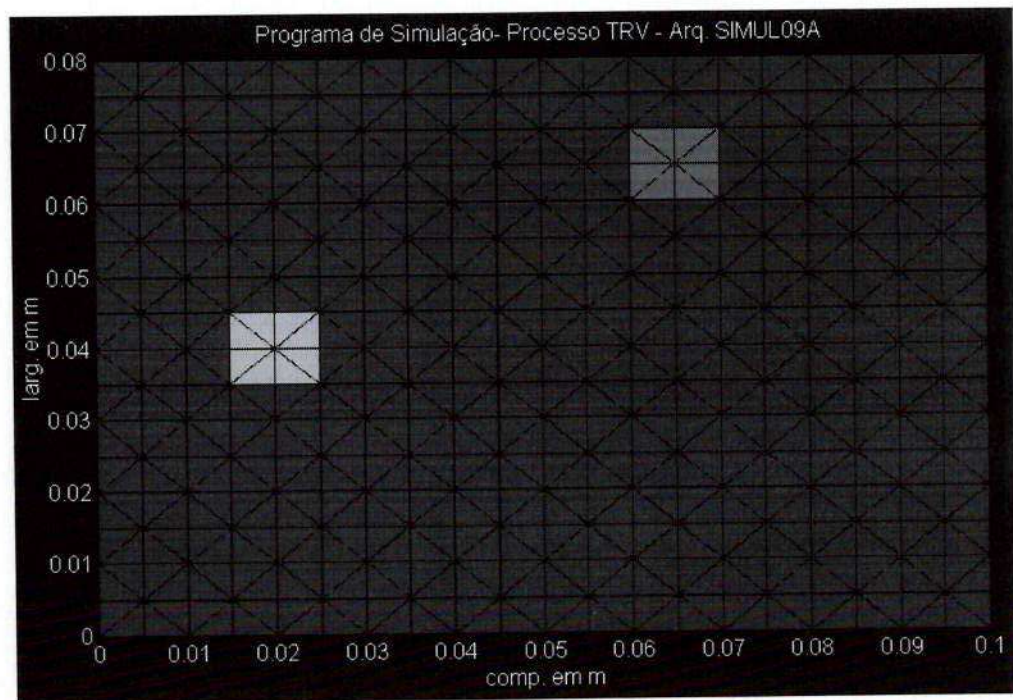 Programa de Simulação- Processo TRV - Arq. SIMUL09A
0.08
0.07
0.06
0.05
0.04
0.03
0.02
0.01
0
larg. em m
0 0.01 0.02 0.03 0.04 0.05 0.06 0.07 0.08 0.09 0.1
comp. em m